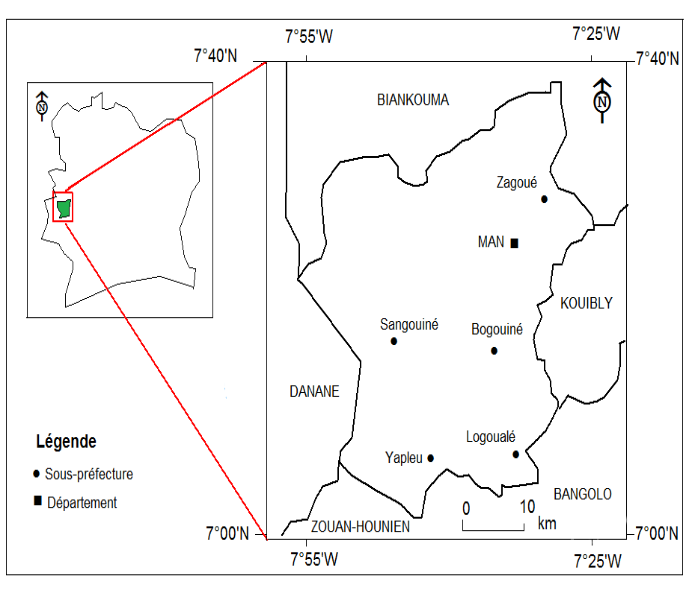 7°55'W
7°25'W
7°40'N
7°40'N
N
N
BIANKOUMA
Zagoué
MAN
KOUIBLY
Sangouiné
Bogouiné
DANANE
Légende
Logoualé
Yapleu
Sous-préfecture
BANGOLO
Département
0 10
km
ZOUAN-HOUNIEN
7°00'N
7°00'N
7°55'W
7°25'W